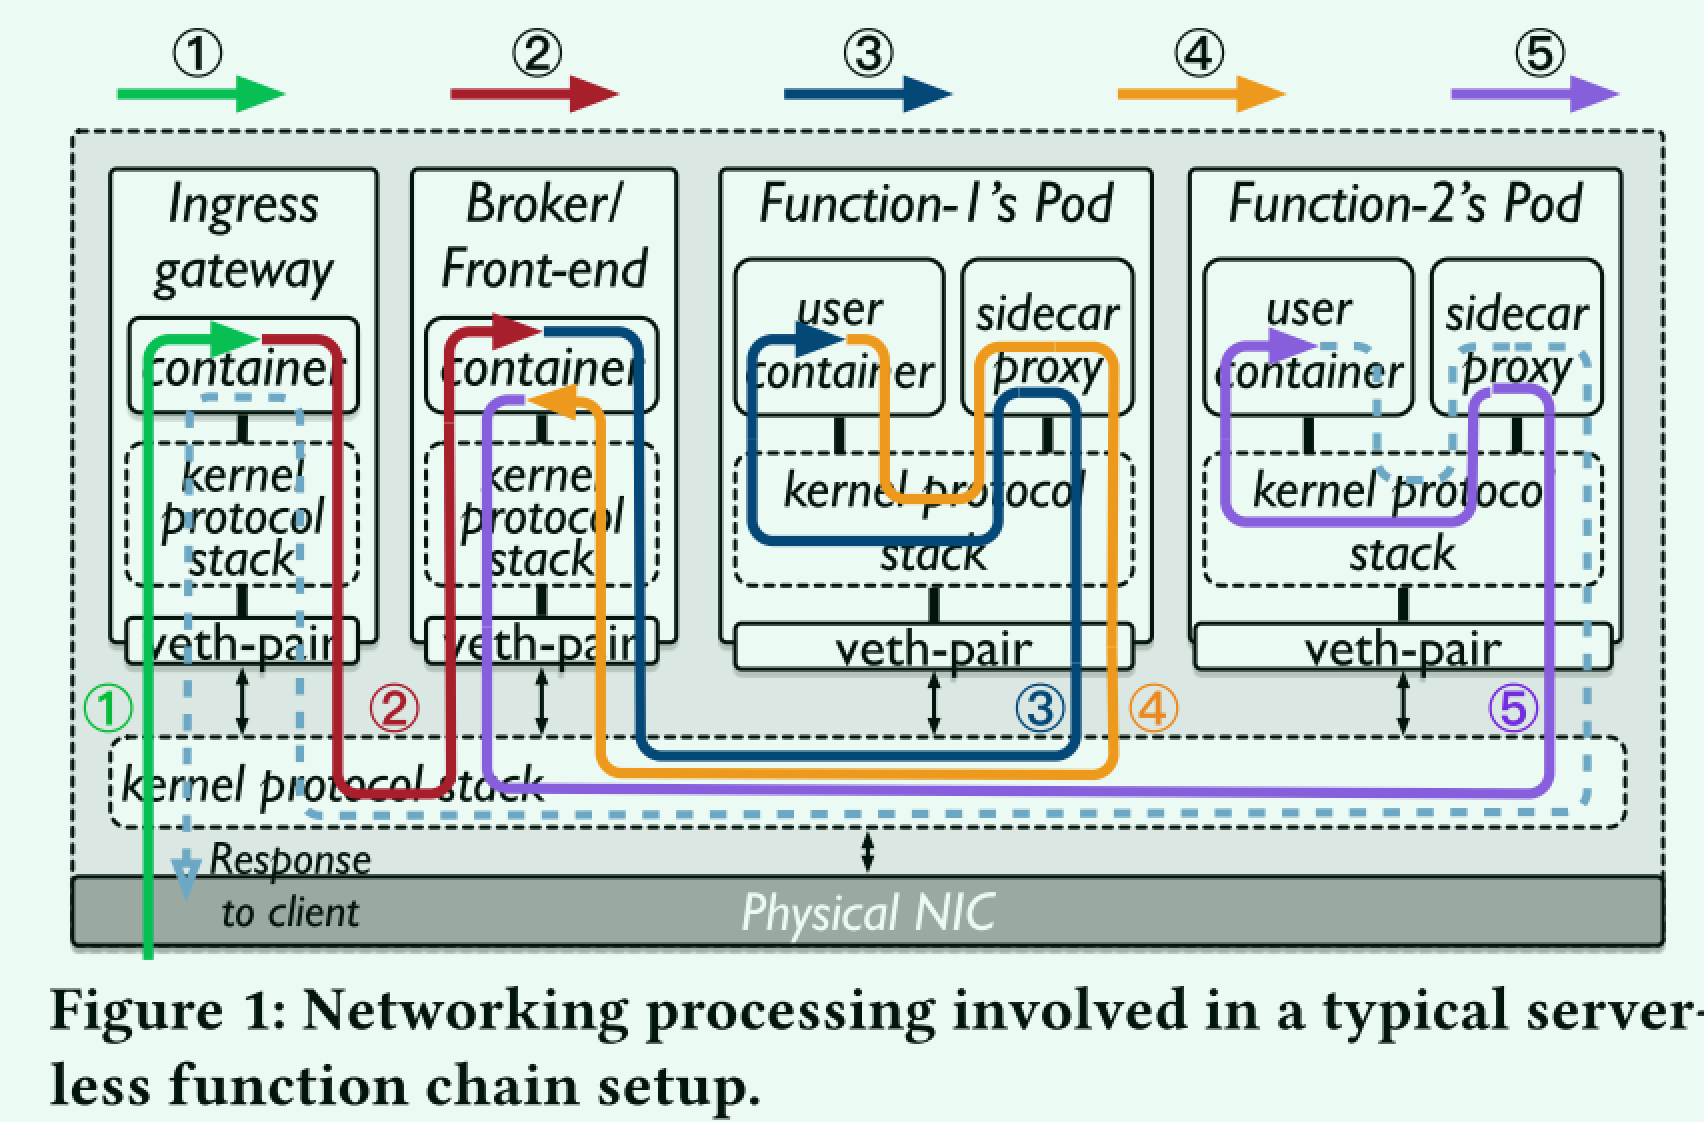 ① ② ③ ④ ⑤
Ingress
gateway
container
kernel
protocol
stack
veth-pair
Broker/
Front-end
container
kernel
protocol
stack
veth-pair
Function-1's Pod
user
container
sidecar
proxy
kernel protocol
stack
veth-pair
Function-2's Pod
user
container
sidecar
proxy
kernel protocol
stack
veth-pair
① ② ③ ④ ⑤
kernel protocol stack
Response
to client
Physical NIC
Figure 1: Networking processing involved in a typical server-
less function chain setup.